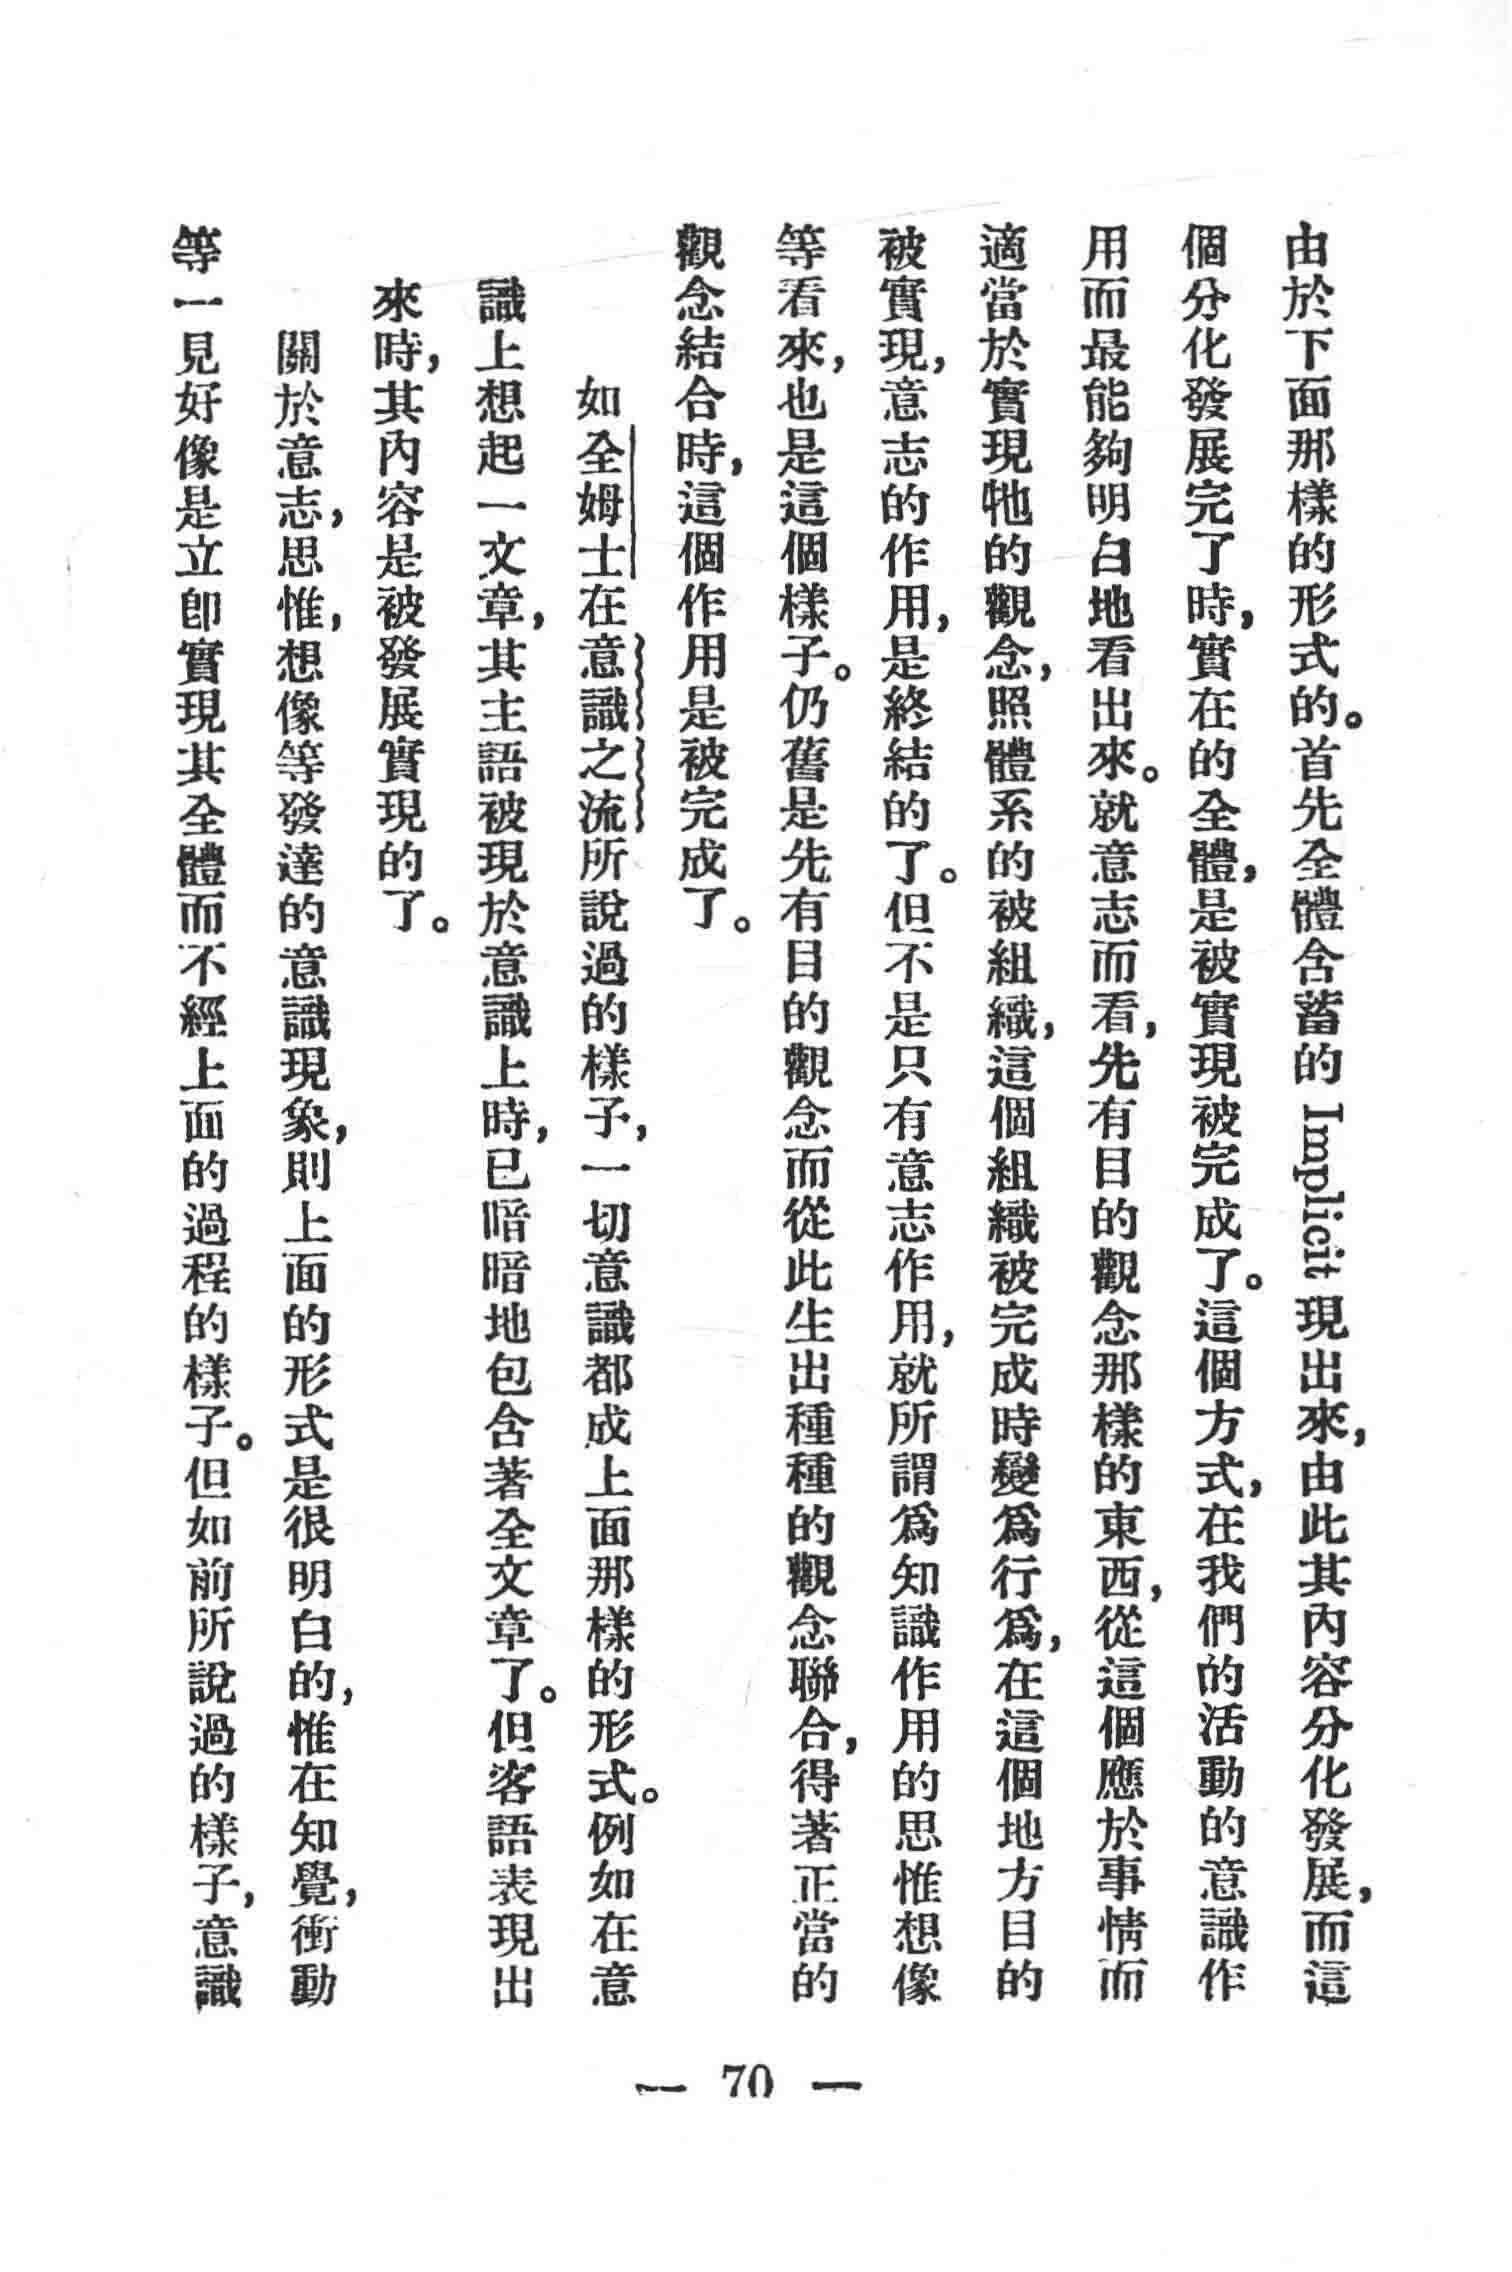 由於下面那樣的形式的。首先全體含蓄的 Implicit 現出來，由此其內容分化發展，而這
個分化發展完了時，實在的全體，是被實現被完成了。這個方式，在我們的活動的意識作
用而最能夠明白地看出來。就意志而看，先有目的觀念那樣的東西，從這個應於事情而
適當於實現牠的觀念，照體系的被組織，這個組織被完成時變爲行爲，在這個地方目的
被實現，意志的作用，是終結的了。但不是只有意志作用，就所謂爲知識作用的思惟想像
等看來，也是這個樣子。仍舊是先有目的觀念而從此生出種種的觀念聯合，得著正當的
觀念結合時，這個作用是被完成了。
如全姆士在意識之流所說過的樣子，一切意識都成上面那樣的形式。例如在意
識上想起一文章，其主語被現於意識上時，已暗暗地包含著全文章了。但客語表現出
來時，其內容是被發展實現的了。
關於意志，思惟，想像等發達的意識現象，則上面的形式是很明白的，惟在知覺，衝動
等一見好像是立卽實現其全體而不經上面的過程的樣子。但如前所說過的樣子，意識
— 70 —